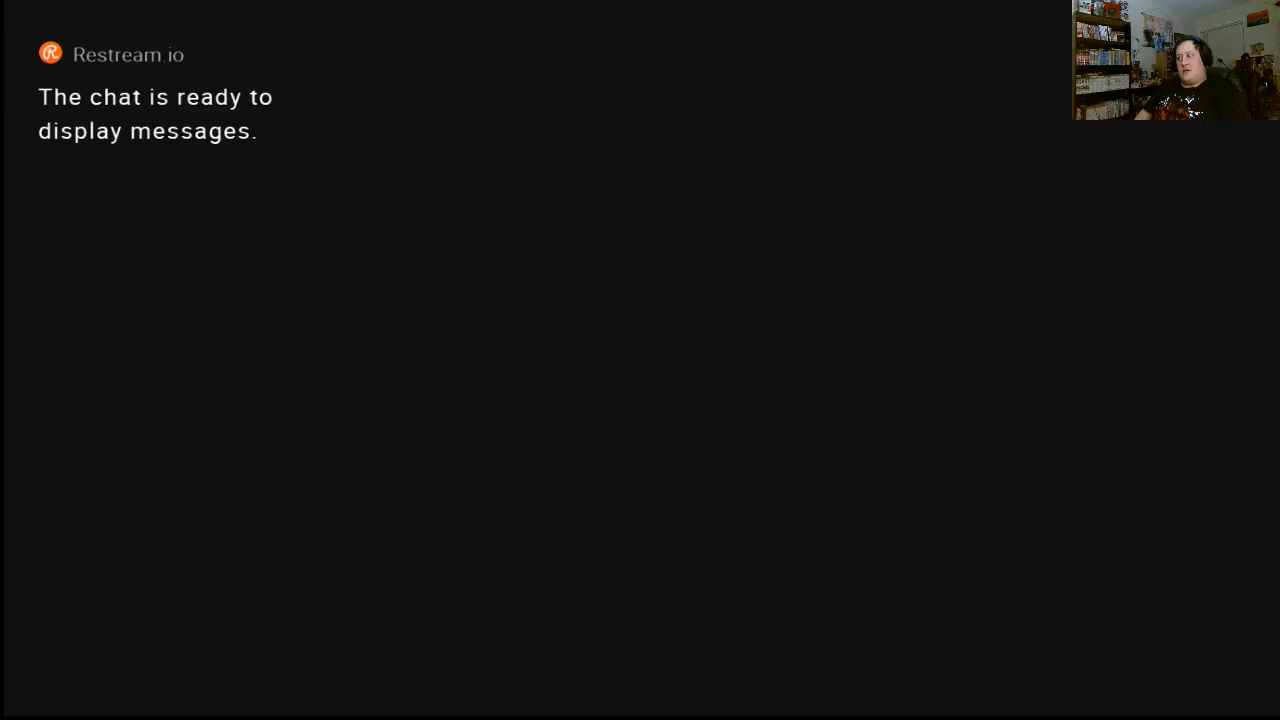 Restream.io
The chat is ready to
display messages.